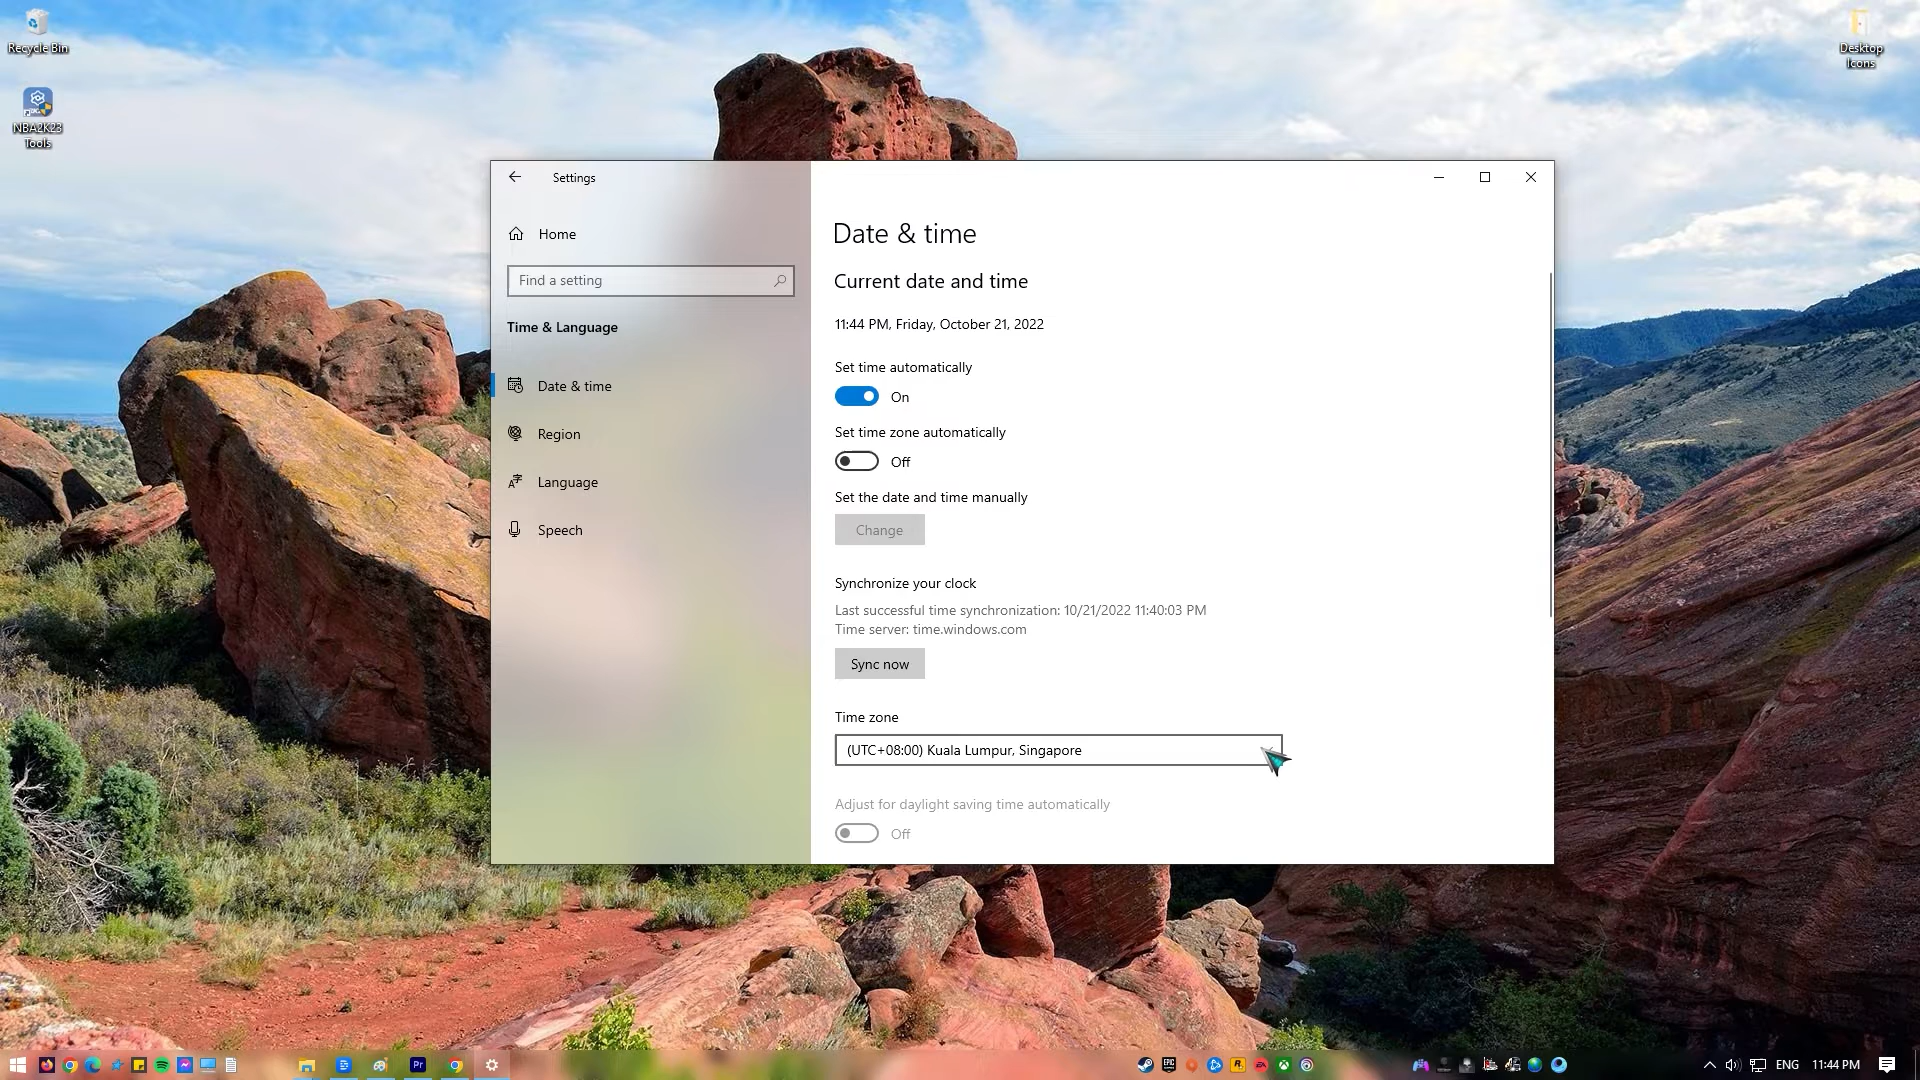 Recycle Bin
NBA2K23
Tools
Desktop
Icons
Settings
Home
Find a setting
Time & Language
Date & time
Region
Language
Speech
Date & time
Current date and time
11:44 PM, Friday, October 21, 2022
Set time automatically
On
Set time zone automatically
Off
Set the date and time manually
Change
Synchronize your clock
Last successful time synchronization: 10/21/2022 11:40:03 PM
Time server: time.windows.com
Sync now
Time zone
(UTC+08:00) Kuala Lumpur, Singapore
Adjust for daylight saving time automatically
Off
Pr
EPIC
R
EA
ENG
11:44 PM